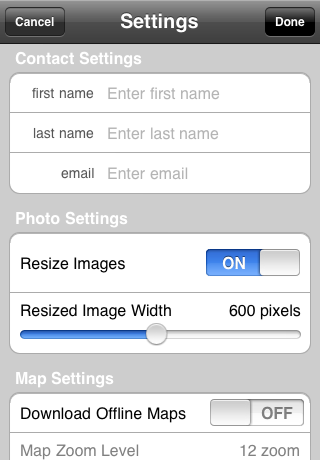 Cancel Settings Done
Contact Settings
first name Enter first name
last name Enter last name
email Enter email
Photo Settings
Resize Images ON
Resized Image Width 600 pixels
Map Settings
Download Offline Maps OFF
Map Zoom Level 12 zoom